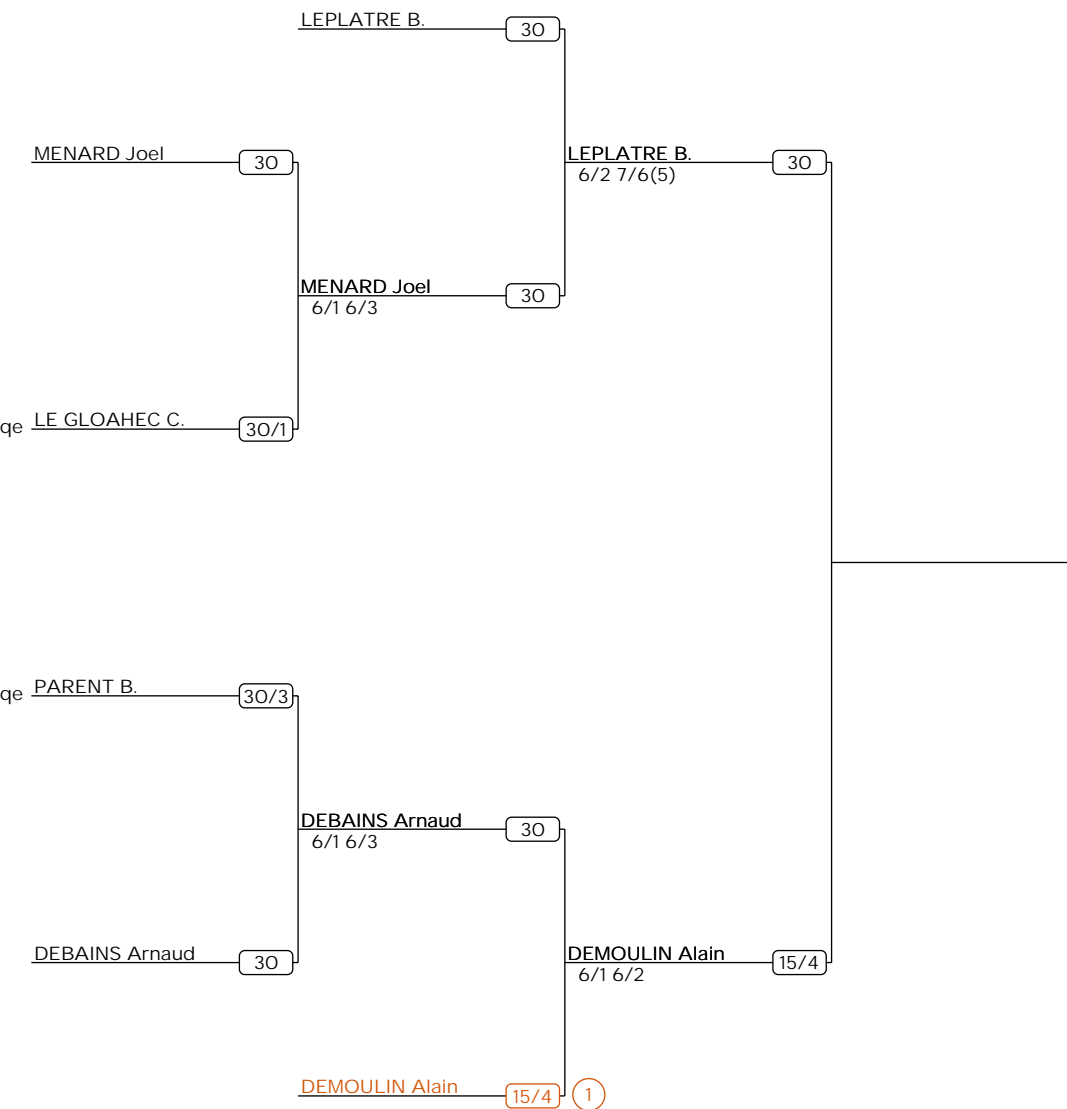 LEPLATRE B. 30
MENARD Joel 30
LEPLATRE B. 30
6/2 7/6(5)
MENARD Joel 30
6/1 6/3
qe LE GLOAHEC C. 30/1
qe PARENT B. 30/3
DEBAINS Arnaud 30
6/1 6/3
DEBAINS Arnaud 30
DEMOULIN Alain 15/4
6/1 6/2
DEMOULIN Alain 15/4 1